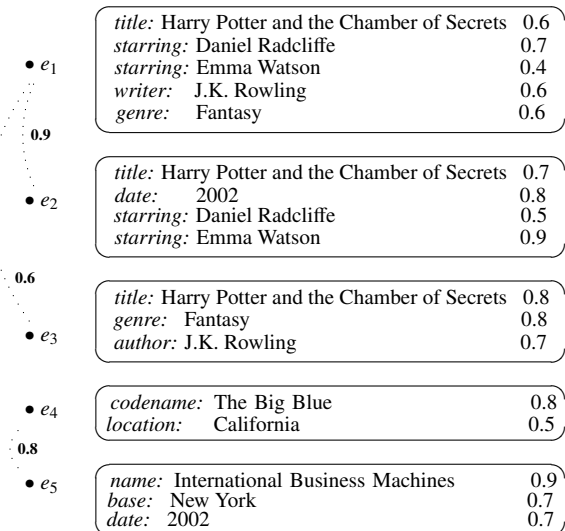 title: Harry Potter and the Chamber of Secrets 0.6
starring: Daniel Radcliffe 0.7
e1 starring: Emma Watson 0.4
writer: J.K. Rowling 0.6
genre: Fantasy 0.6
0.9
title: Harry Potter and the Chamber of Secrets 0.7
e2 date: 2002 0.8
starring: Daniel Radcliffe 0.5
starring: Emma Watson 0.9
0.6
title: Harry Potter and the Chamber of Secrets 0.8
genre: Fantasy 0.8
e3 author: J.K. Rowling 0.7
e4 codename: The Big Blue 0.8
location: California 0.5
0.8
name: International Business Machines 0.9
e5 base: New York 0.7
date: 2002 0.7